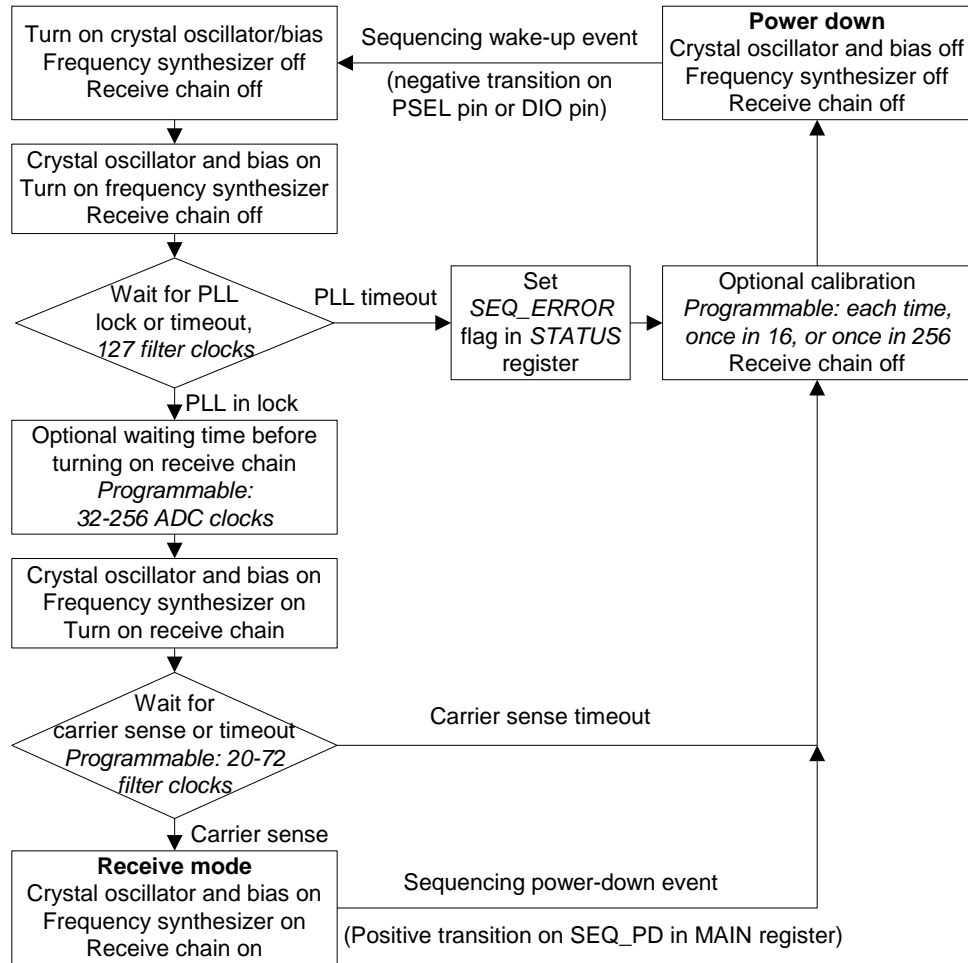 Turn on crystal oscillator/bias
Frequency synthesizer off
Receive chain off
Sequencing wake-up event
(negative transition on
PSEL pin or DIO pin)
Power down
Crystal oscillator and bias off
Frequency synthesizer off
Receive chain off
Crystal oscillator and bias on
Turn on frequency synthesizer
Receive chain off
Wait for PLL
lock or timeout,
127 filter clocks
PLL timeout
Set
SEQ_ERROR
flag in STATUS
register
Optional calibration
Programmable: each time,
once in 16, or once in 256
Receive chain off
PLL in lock
Optional waiting time before
turning on receive chain
Programmable:
32-256 ADC clocks
Crystal oscillator and bias on
Frequency synthesizer on
Turn on receive chain
Wait for
carrier sense or timeout
Programmable: 20-72
filter clocks
Carrier sense timeout
Carrier sense
Receive mode
Crystal oscillator and bias on
Frequency synthesizer on
Receive chain on
Sequencing power-down event
(Positive transition on SEQ_PD in MAIN register)